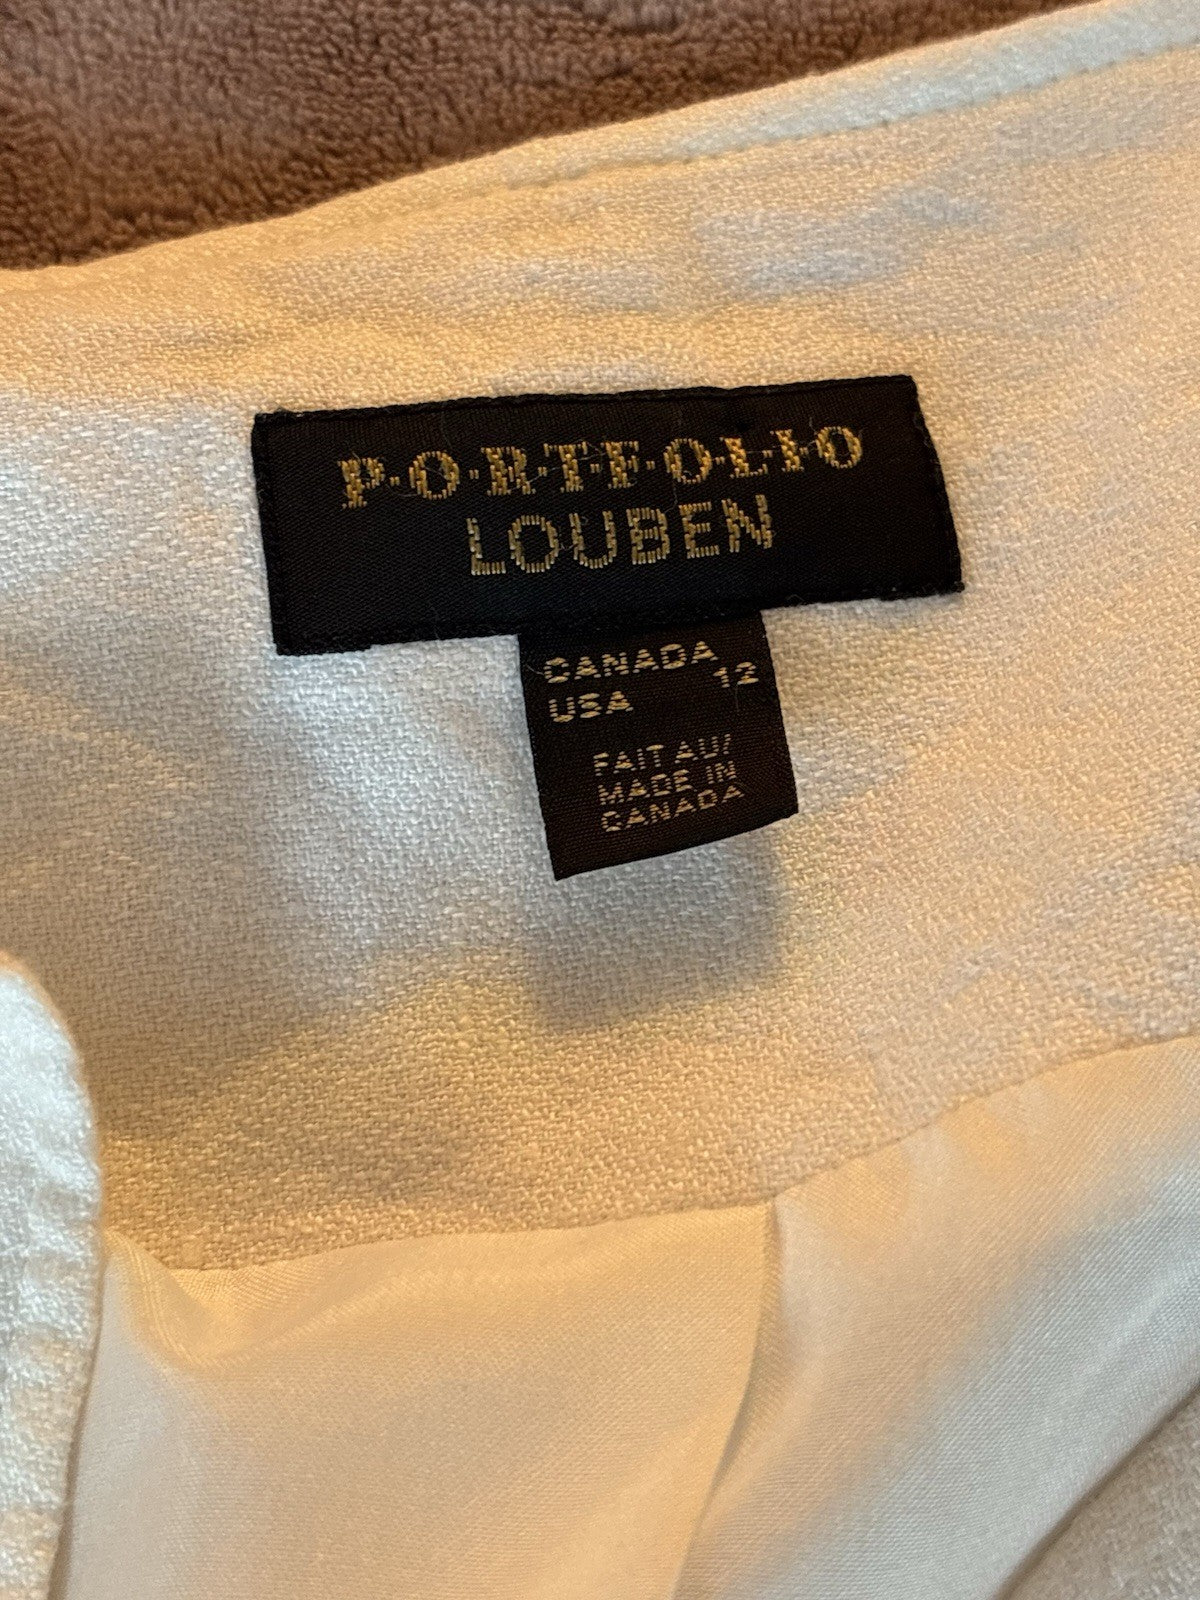 P·O·R·T·F·O·L·I·O
LOUBEN
CANADA
USA 12
FAIT AU/
MADE IN
CANADA